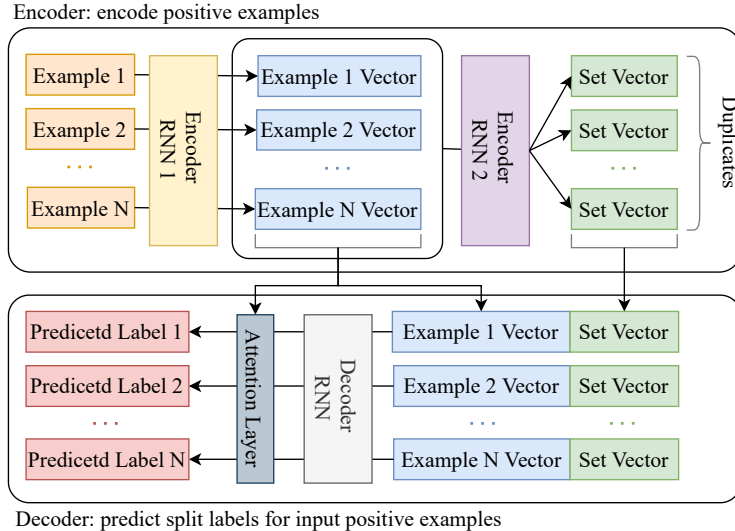 Encoder: encode positive examples
Example 1
Example 2
. . .
Example N
Encoder
RNN 1
Example 1 Vector
Example 2 Vector
. . .
Example N Vector
Encoder
RNN 2
Set Vector
Set Vector
. . .
Set Vector
Duplicates
Predicetd Label 1
Predicetd Label 2
. . .
Predicetd Label N
Attention Layer
Decoder
RNN
Example 1 Vector
Set Vector
Example 2 Vector
Set Vector
. . .
. . .
Example N Vector
Set Vector
Decoder: predict split labels for input positive examples